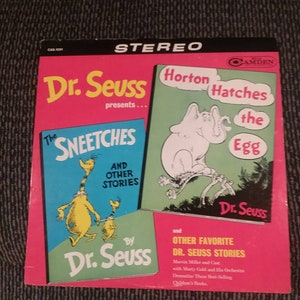 STEREO
CAMDEN
Dr. Seuss
presents...
Horton
Hatches
the
Egg
Dr. Seuss
The
SNEETCHES
AND
OTHER
STORIES
by
Dr. Seuss
and
OTHER FAVORITE
DR. SEUSS STORIES
Marvin Miller and Cast
with Marty Gold and His Orchestra
Dramatize These Best-Selling
Children's Books.